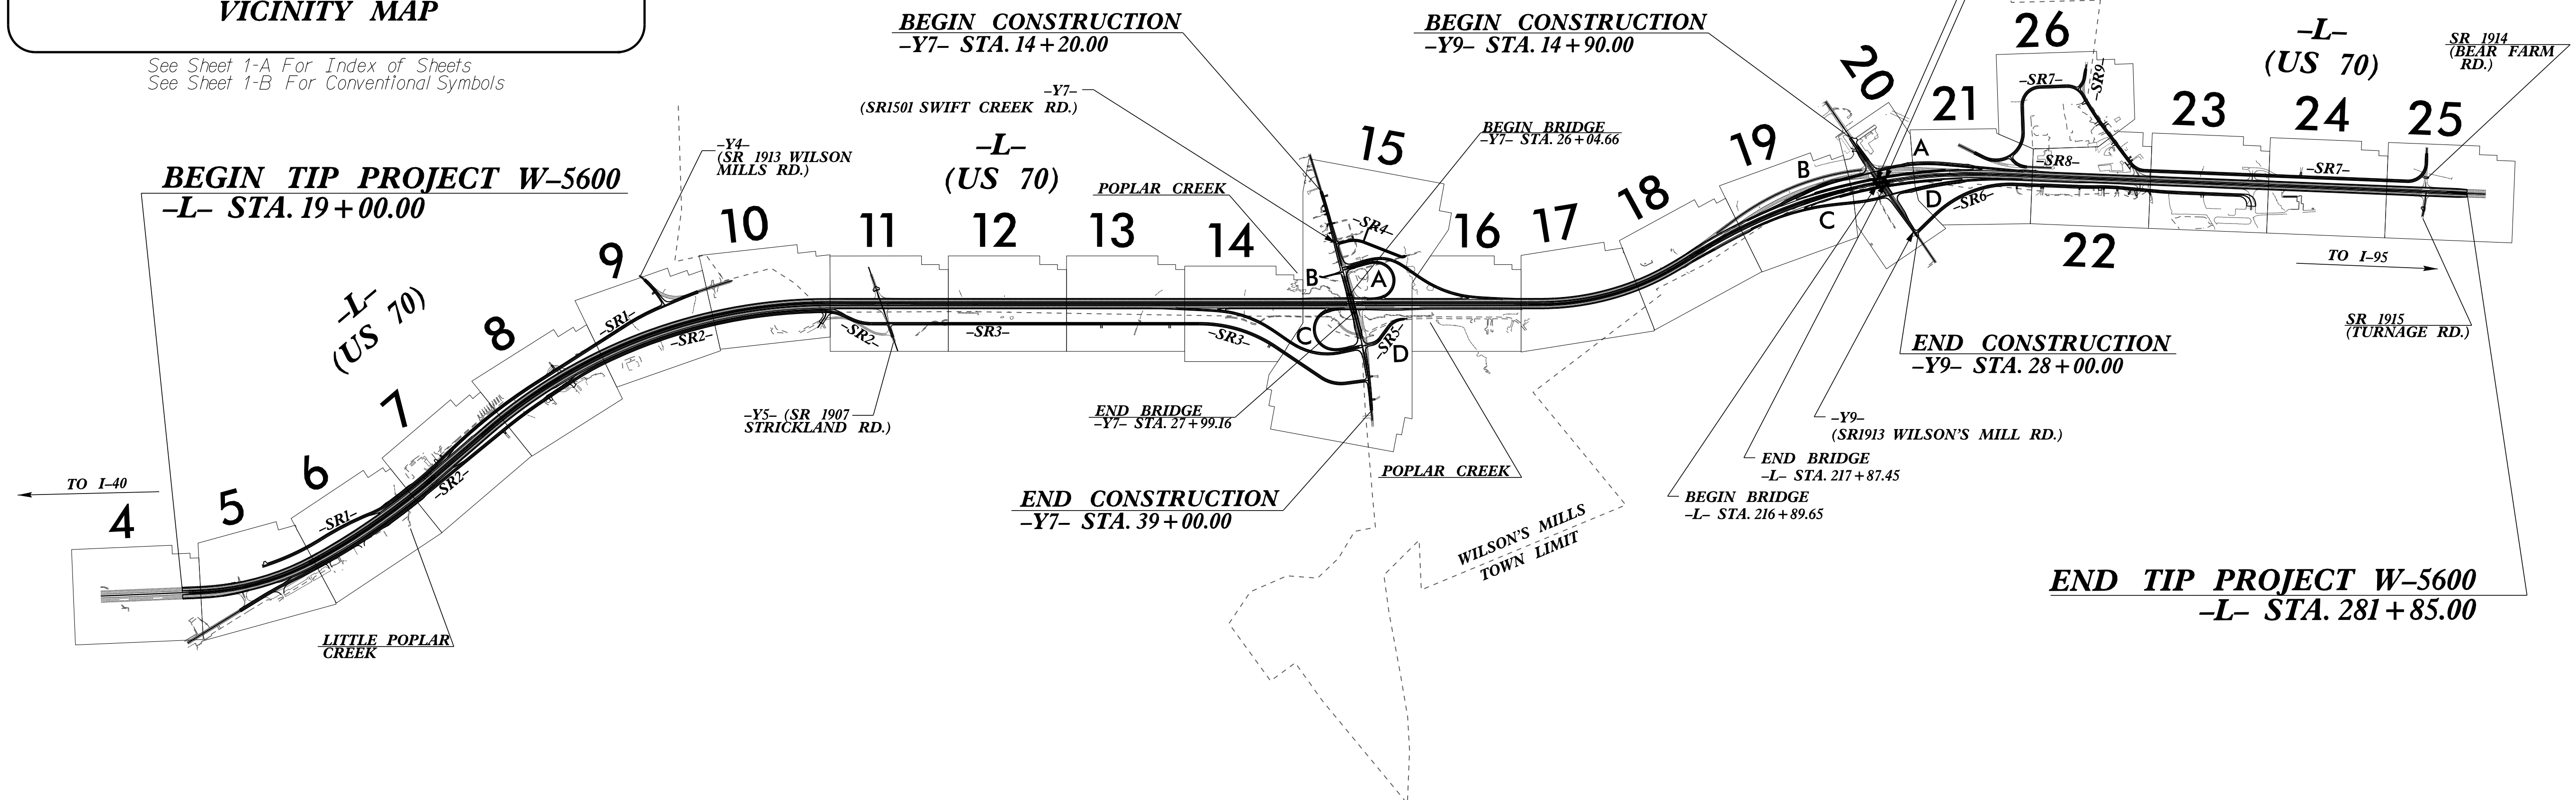 VICINITY MAP
See Sheet 1-A For Index of Sheets
See Sheet 1-B For Conventional Symbols
BEGIN TIP PROJECT W–5600
–L– STA. 19+00.00
–Y4–
(SR 1913 WILSON
MILLS RD.)
BEGIN CONSTRUCTION
–Y7– STA. 14+20.00
–Y7–
(SR1501 SWIFT CREEK RD.)
–L–
(US 70)
POPLAR CREEK
BEGIN BRIDGE
–Y7– STA. 26+04.66
BEGIN CONSTRUCTION
–Y9– STA. 14+90.00
–L–
(US 70)
SR 1914
(BEAR FARM
RD.)
–L–
(US 70)
4
5
6
7
8
9
10
11
12
13
14
15
16
17
18
19
20
21
22
23
24
25
26
–SR1–
–SR1–
–SR2–
–SR2–
–SR2–
–SR3–
–SR3–
–SR4–
–SR5–
A
B
C
D
A
B
C
D
–SR6–
–SR7–
–SR9–
–SR8–
–SR7–
TO I–40
TO I–95
LITTLE POPLAR
CREEK
–Y5– (SR 1907
STRICKLAND RD.)
END BRIDGE
–Y7– STA. 27+99.16
END CONSTRUCTION
–Y7– STA. 39+00.00
POPLAR CREEK
WILSON'S MILLS
TOWN LIMIT
SR 1915
(TURNAGE RD.)
END CONSTRUCTION
–Y9– STA. 28+00.00
–Y9–
(SR1913 WILSON'S MILL RD.)
END BRIDGE
–L– STA. 217+87.45
BEGIN BRIDGE
–L– STA. 216+89.65
END TIP PROJECT W–5600
–L– STA. 281+85.00